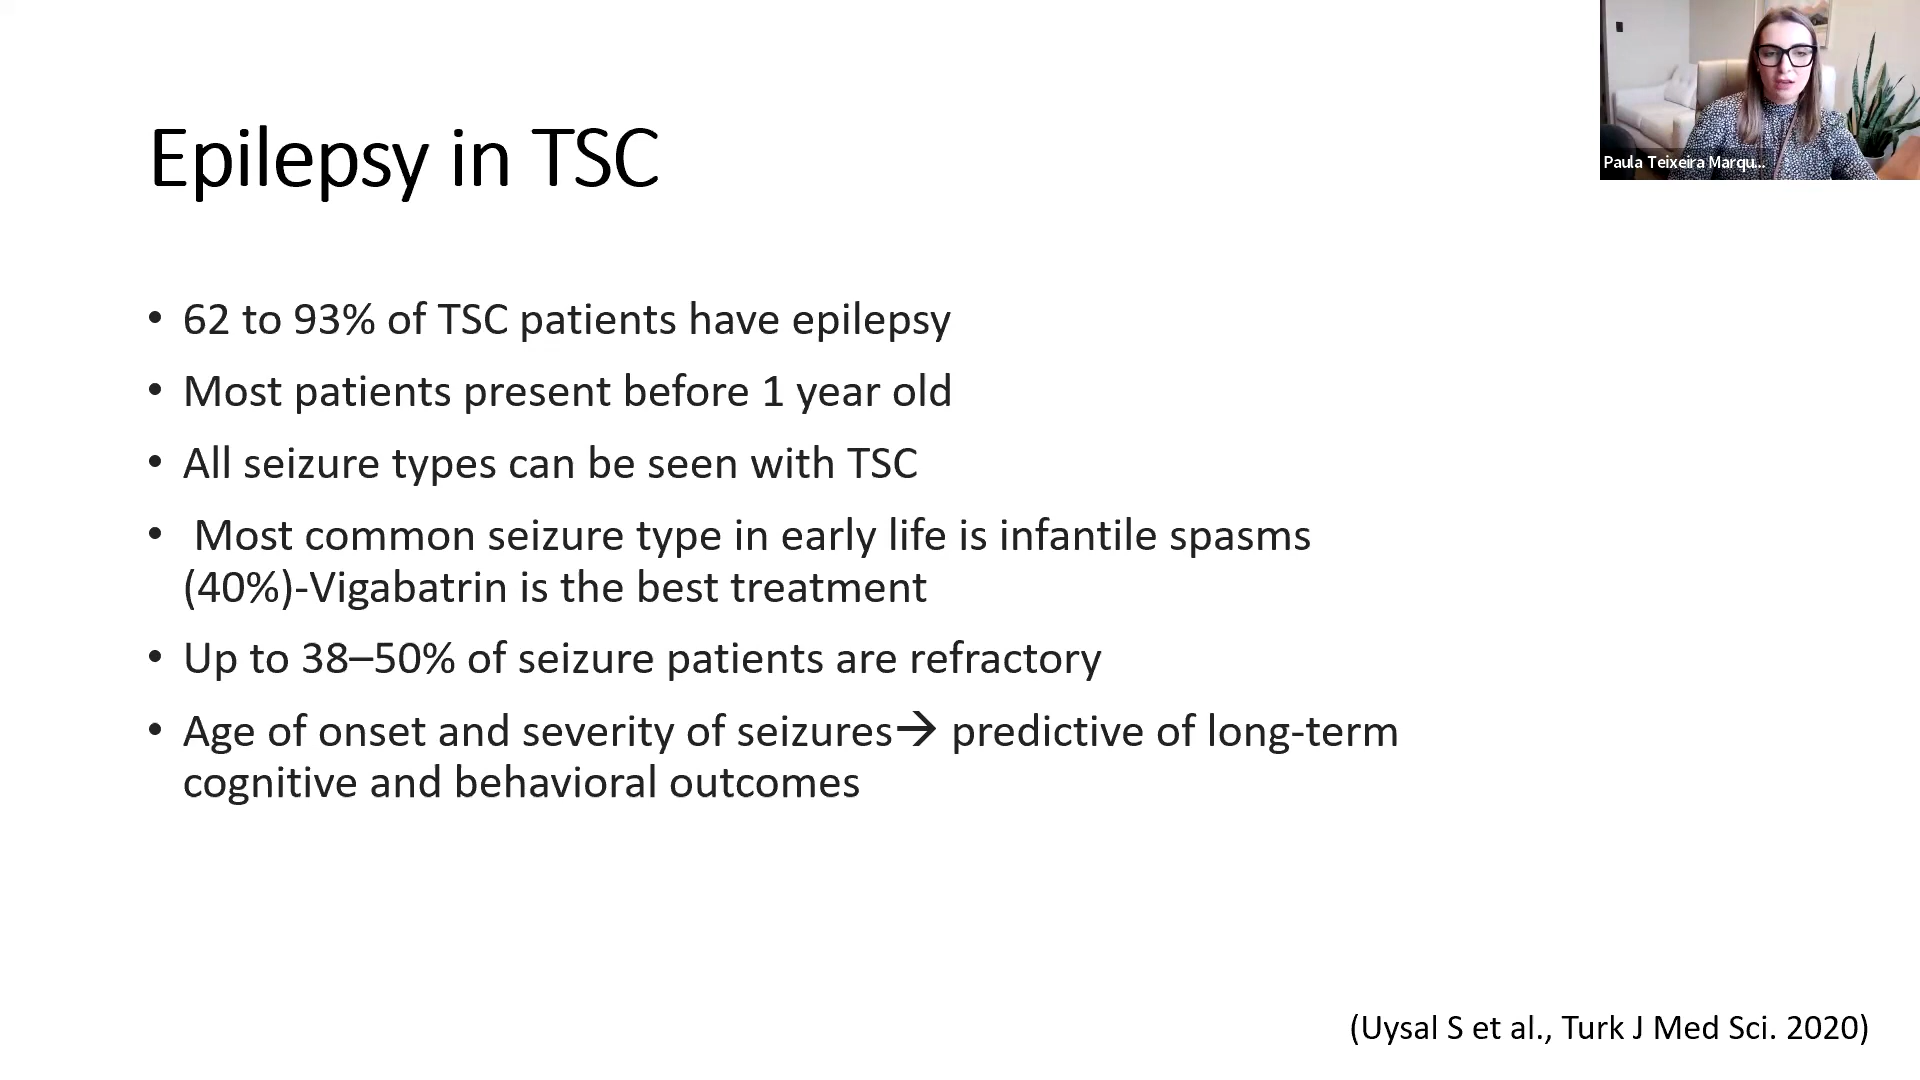 Paula Teixeira Marqu...
Epilepsy in TSC
• 62 to 93% of TSC patients have epilepsy
• Most patients present before 1 year old
• All seizure types can be seen with TSC
• Most common seizure type in early life is infantile spasms
(40%)-Vigabatrin is the best treatment
• Up to 38–50% of seizure patients are refractory
• Age of onset and severity of seizures→ predictive of long-term
cognitive and behavioral outcomes
(Uysal S et al., Turk J Med Sci. 2020)